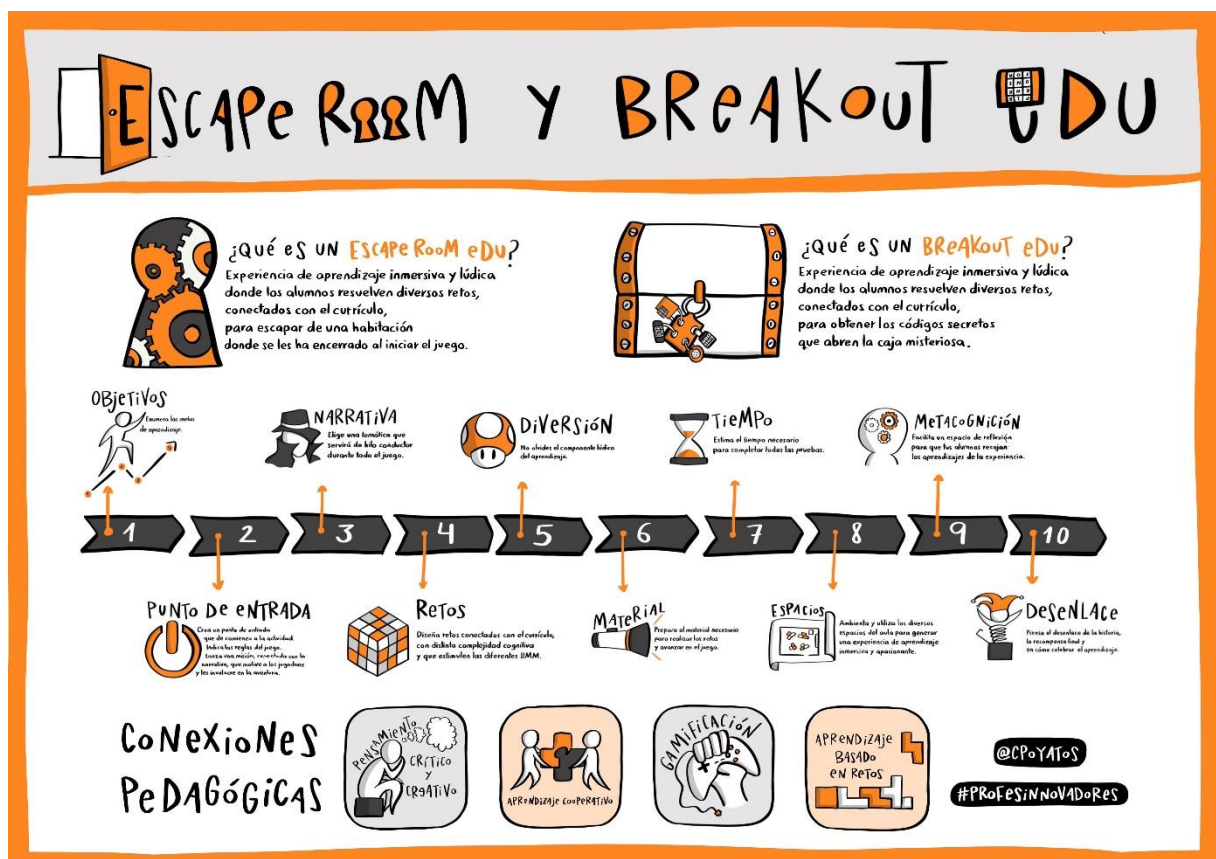 ESCAPE ROOM Y BREAKOUT EDU
¿Qué es un ESCAPE ROOM EDU?
Experiencia de aprendizaje inmersiva y lúdica
donde los alumnos resuelven diversos retos,
conectados con el currículo,
para escapar de una habitación
donde se les ha encerrado al iniciar el juego.
¿Qué es un BREAKOUT EDU?
Experiencia de aprendizaje inmersiva y lúdica
donde los alumnos resuelven diversos retos,
conectados con el currículo,
para obtener los códigos secretos
que abren la caja misteriosa.
OBJETIVOS
Enumera las metas
de aprendizaje.
NARRATIVA
Elige una temática que
servirá de hilo conductor
durante todo el juego.
DIVERSIÓN
No olvides el componente lúdico
del aprendizaje.
TIEMPO
Estima el tiempo necesario
para completar todas las pruebas.
METACOGNICIÓN
Facilita un espacio de reflexión
para que tus alumnos recojan
los aprendizajes de la experiencia.
1 2 3 4 5 6 7 8 9 10
PUNTO DE ENTRADA
Crea un punto de entrada
que dé comienzo a la actividad.
Indica las reglas del juego.
Lanza una misión, conectada con la
narrativa, que motive a los jugadores
y les involucre en la aventura.
RETOS
Diseña retos conectados con el currículo,
con distinta complejidad cognitiva
y que estimulen las diferentes IIMM.
MATERIAL
Prepara el material necesario
para realizar los retos
y avanzar en el juego.
ESPACIOS
Ambienta y utiliza los diversos
espacios del aula para generar
una experiencia de aprendizaje
inmersiva y apasionante.
DESENLACE
Piensa el desenlace de la historia,
la recompensa final y
en cómo celebrar el aprendizaje.
CONEXIONES
PEDAGÓGICAS
PENSAMIENTO
CRÍTICO
Y
CREATIVO
APRENDIZAJE COOPERATIVO
GAMIFICACIÓN
APRENDIZAJE
BASADO
EN RETOS
@CPOYATOS
#PROFESINNOVADORES